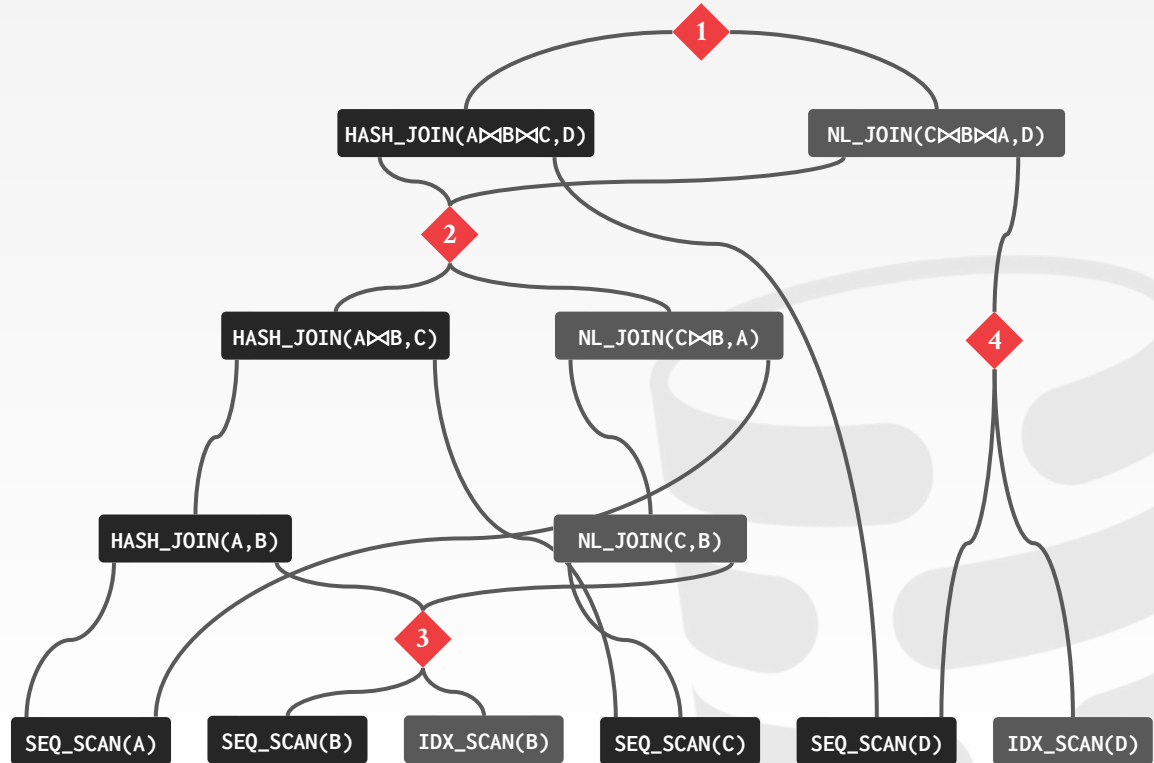 1
HASH_JOIN(A⋈B⋈C,D)
NL_JOIN(C⋈B⋈A,D)
2
HASH_JOIN(A⋈B,C)
NL_JOIN(C⋈B,A)
4
HASH_JOIN(A,B)
NL_JOIN(C,B)
3
SEQ_SCAN(A)
SEQ_SCAN(B)
IDX_SCAN(B)
SEQ_SCAN(C)
SEQ_SCAN(D)
IDX_SCAN(D)